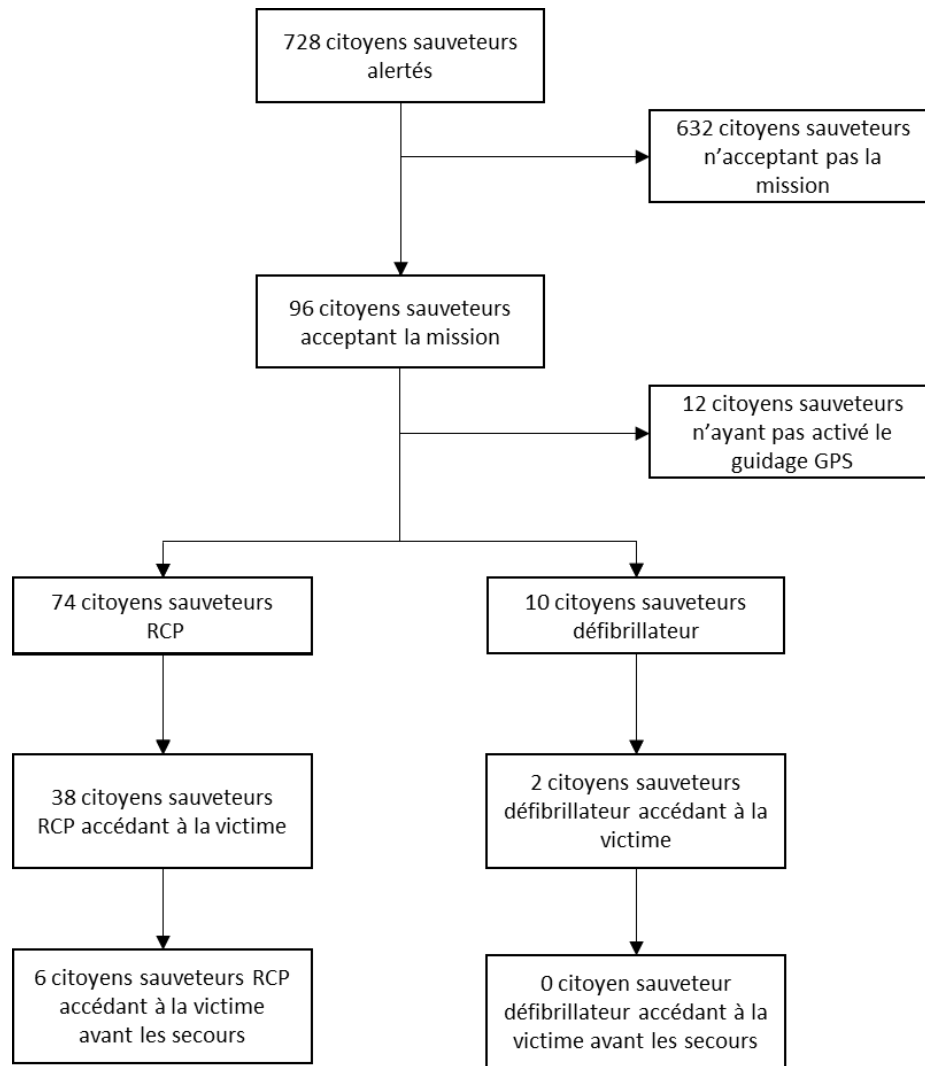 728 citoyens sauveteurs
alertés
632 citoyens sauveteurs
n’acceptant pas la
mission
96 citoyens sauveteurs
acceptant la mission
12 citoyens sauveteurs
n’ayant pas activé le
guidage GPS
74 citoyens sauveteurs
RCP
10 citoyens sauveteurs
défibrillateur
38 citoyens sauveteurs
RCP accédant à la victime
2 citoyens sauveteurs
défibrillateur accédant à la
victime
6 citoyens sauveteurs RCP
accédant à la victime
avant les secours
0 citoyen sauveteur
défibrillateur accédant à la
victime avant les secours